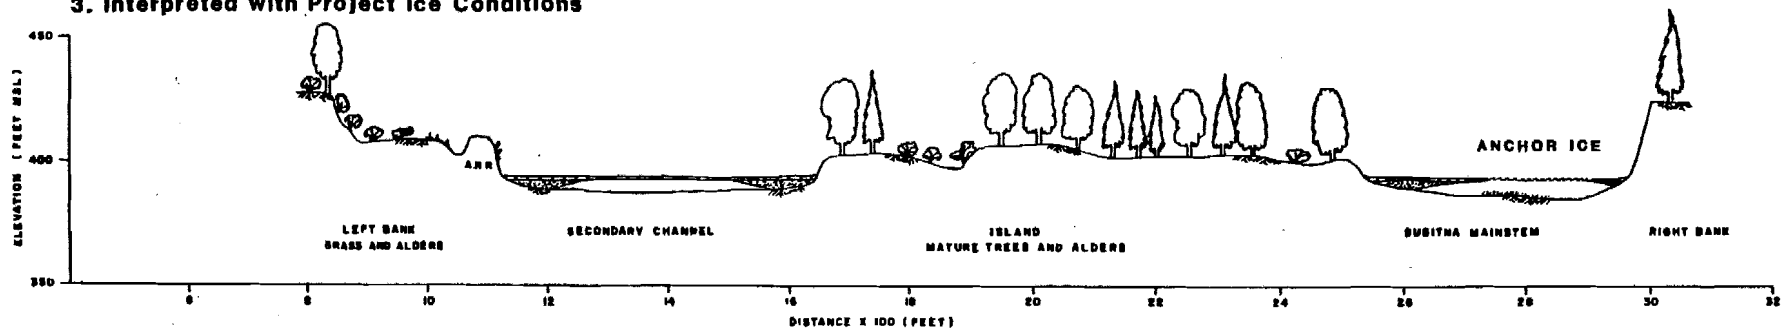 3. Interpreted with Project Ice Conditions
450
400
350
ELEVATION (FEET MSL)
ARR
ANCHOR ICE
LEFT BANK
GRASS AND ALDERS
SECONDARY CHANNEL
ISLAND
MATURE TREES AND ALDERS
SUSITNA MAINSTEM
RIGHT BANK
6 8 10 12 14 16 18 20 22 24 26 28 30 32
DISTANCE X 100 (FEET)